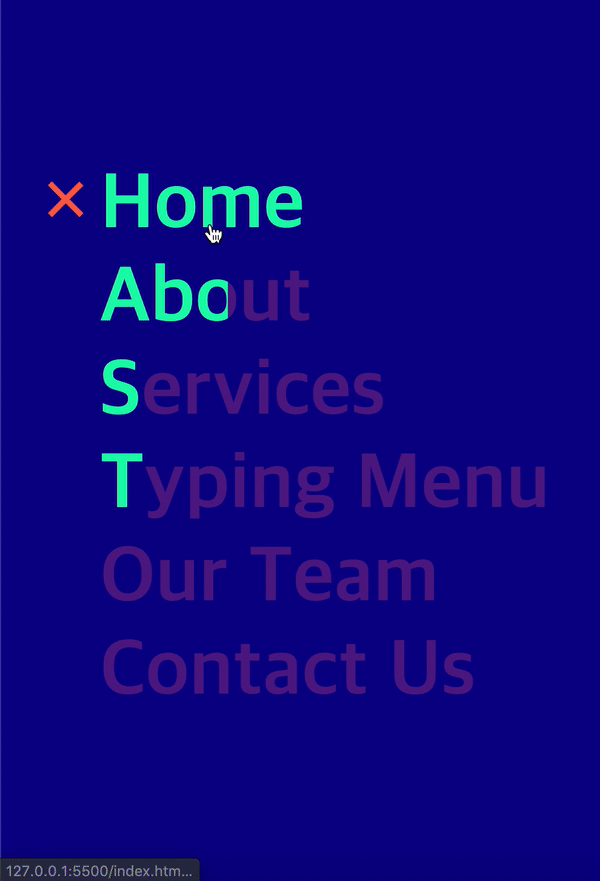 × Home
About
Services
Typing Menu
Our Team
Contact Us
127.0.0.1:5500/index.htm...